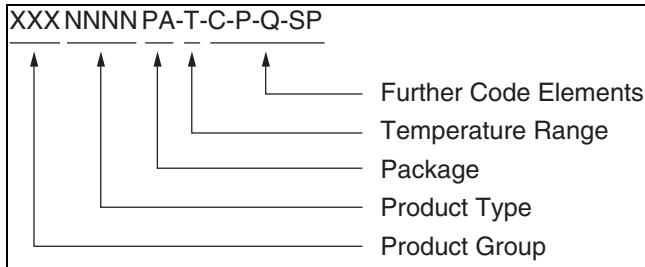 XXX NNNN PA-T-C-P-Q-SP
Further Code Elements
Temperature Range
Package
Product Type
Product Group